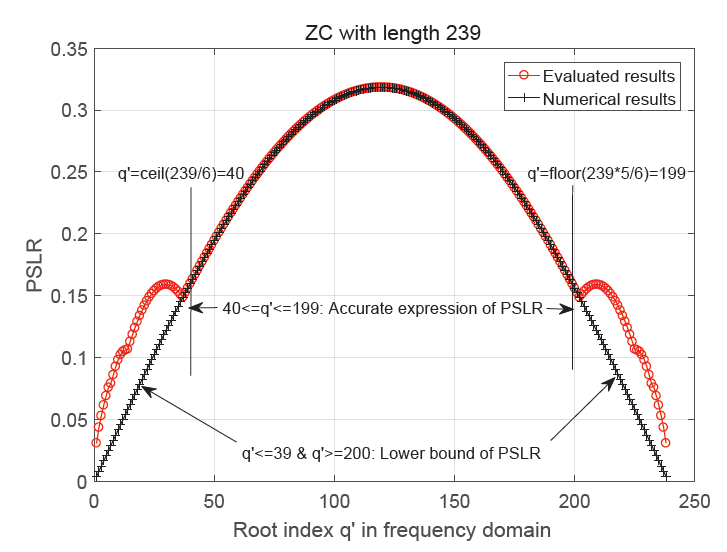 ZC with length 239
0.35
0.3
0.25
0.2
0.15
0.1
0.05
0
PSLR
Evaluated results
Numerical results
q'=ceil(239/6)=40
q'=floor(239*5/6)=199
40<=q'<=199: Accurate expression of PSLR
q'<=39 & q'>=200: Lower bound of PSLR
0
50
100
150
200
250
Root index q' in frequency domain